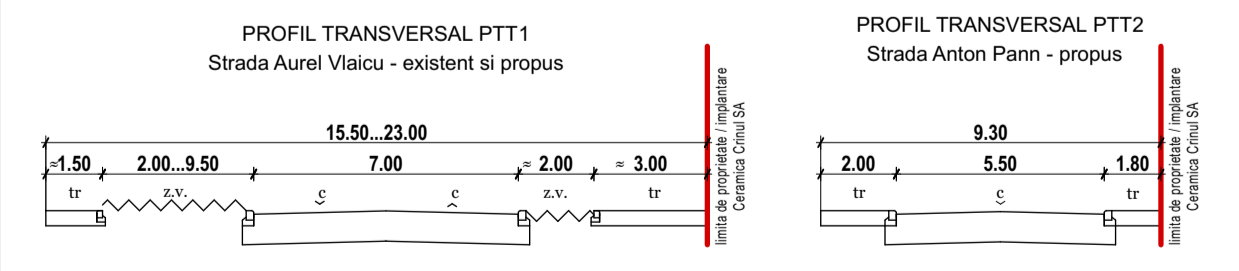 PROFIL TRANSVERSAL PTT1
Strada Aurel Vlaicu - existent si propus
15.50...23.00
≈1.50
2.00...9.50
7.00
≈ 2.00
≈ 3.00
tr
z.v.
c
c
z.v.
tr
limita de proprietate / implantare
Ceramica Crinul SA
PROFIL TRANSVERSAL PTT2
Strada Anton Pann - propus
9.30
2.00
5.50
1.80
tr
c
tr
limita de proprietate / implantare
Ceramica Crinul SA